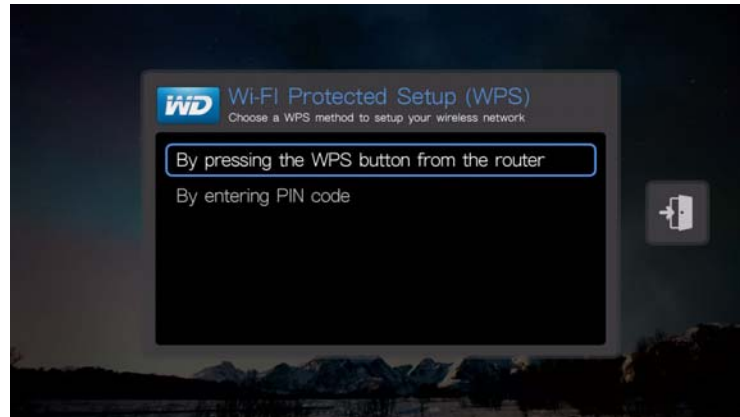 WD
Wi-FI Protected Setup (WPS)
Choose a WPS method to setup your wireless network
By pressing the WPS button from the router
By entering PIN code